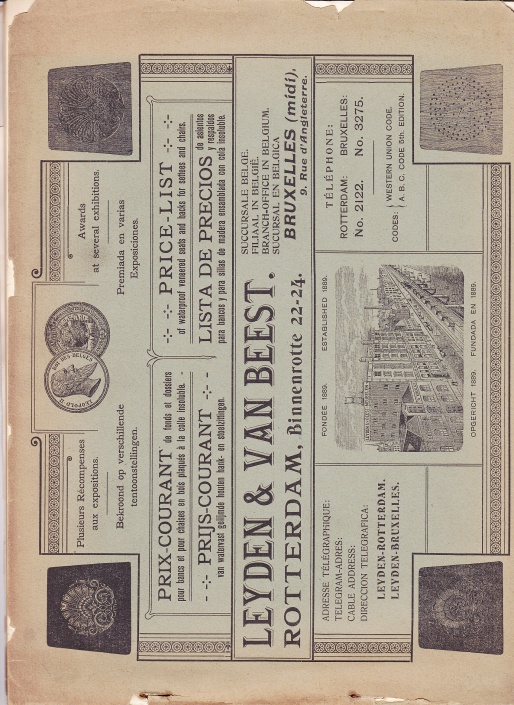 Plusieurs Récompenses
aux expositions.
Bekroond op verschillende
tentoonstellingen.
LEOPOLD II
ROI DES BELGES
Awards
at several exhibitions.
Premiada en varias
Exposiciones.
PRIX-COURANT de fonds et dossiers
pour bancs et pour chaises en bois plaqués à la colle insoluble.
PRIJS-COURANT
van watervast gelijmde houten bank- en stoelzittingen.
PRICE-LIST
of waterproof veneered seats and backs for settees and chairs.
LISTA DE PRECIOS de asientos y respaldos
para bancos y para sillas de madera ensamblada con cola insoluble.
LEYDEN & VAN BEEST.
ROTTERDAM, Binnenrotte 22-24.
SUCCURSALE BELGE.
FILIAAL IN BELGIË.
BRANCH-OFFICE IN BELGIUM.
SUCURSAL EN BELGICA
BRUXELLES (midi),
9, Rue d'Angleterre.
ADRESSE TÉLÉGRAPHIQUE:
TELEGRAM-ADRES:
CABLE ADDRESS:
DIRECCION TELEGRAFICA:
LEYDEN-ROTTERDAM.
LEYDEN-BRUXELLES.
FONDÉE 1889. ESTABLISHED 1889.
OPGERICHT 1889. FUNDADA EN 1889.
TÉLÉPHONE:
ROTTERDAM: BRUXELLES:
No. 2122. No. 3275.
CODES: WESTERN UNION CODE.
A. B. C. CODE 5th. EDITION.